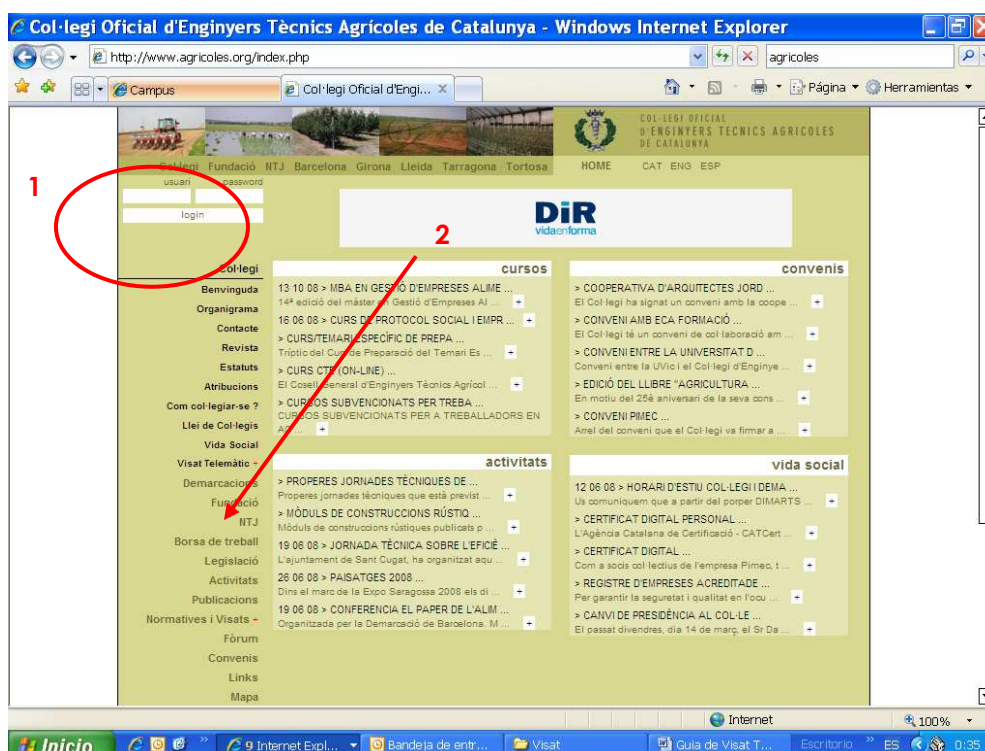 Col·legi Oficial d'Enginyers Tècnics Agrícoles de Catalunya - Windows Internet Explorer
http://www.agricoles.org/index.php
agricoles
Campus
Col·legi Oficial d'Engi...
Página
Herramientas
COL·LEGI OFICIAL
D'ENGINYERS TECNICS AGRICOLES
DE CATALUNYA
Col·legi Fundació NTJ Barcelona Girona Lleida Tarragona Tortosa
HOME
CAT ENG ESP
1
usuari password
login
DiR
vidaenforma
2
Col·legi
Benvinguda
Organigrama
Contacte
Revista
Estatuts
Atribucions
Com col·legiar-se ?
Llei de Col·legis
Vida Social
Visat Telemàtic +
Demarcacions
Fundació
NTJ
Borsa de treball
Legislació
Activitats
Publicacions
Normatives i Visats +
Fòrum
Convenis
Links
Mapa
cursos
13 10 08 > MBA EN GESTIÓ D'EMPRESES ALIME
14ª edició del màster en Gestió d'Empreses Al ... +
16 06 08 > CURS DE PROTOCOL SOCIAL I EMPR ... +
> CURS/TEMARI ESPECÍFIC DE PREPA ...
Tríptic del Curs de Preparació del Temari Es ... +
> CURS CTE (ON-LINE) ...
El Cosell General d'Enginyers Tècnics Agrícol ... +
> CURSOS SUBVENCIONATS PER TREBA ...
CURSOS SUBVENCIONATS PER A TREBALLADORS EN
... +
activitats
> PROPERES JORNADES TÈCNIQUES DE ...
Properes jornades tècniques que està previst ... +
> MÒDULS DE CONSTRUCCIONS RÚSTIQ ...
Mòduls de construccions rústiques publicats p ... +
19 06 08 > JORNADA TÈCNICA SOBRE L'EFICIÈ ...
L'ajuntament de Sant Cugat, ha organitzat aqu ... +
26 06 08 > PAISATGES 2008 ...
Dins el marc de la Expo Saragossa 2008 els di ... +
19 06 08 > CONFERENCIA EL PAPER DE L'ALIM ...
Organitzada per la Demarcació de Barcelona. M ... +
convenis
> COOPERATIVA D'ARQUITECTES JORD ...
El Col·legi ha signat un conveni amb la coope ... +
> CONVENI AMB ECA FORMACIÓ ...
El Col·legi té un conveni de col·laboració am ... +
> CONVENI ENTRE LA UNIVERSITAT D ...
Conveni entre la UVic i el Col·legi d'Enginye ... +
> EDICIÓ DEL LLIBRE "AGRICULTURA ...
En motiu del 25è aniversari de la seva cons ... +
> CONVENI PIMEC ...
Arrel del conveni que el Col·legi va firmar a ... +
vida social
12 06 08 > HORARI D'ESTIU COL·LEGI I DEMA ...
Us comuniquem que a partir del porper DIMARTS ... +
> CERTIFICAT DIGITAL PERSONAL ...
L'Agència Catalana de Certificació - CATCert ... +
> CERTIFICAT DIGITAL ...
Com a socis col·lectius de l'empresa Pimec, t ... +
> REGISTRE D'EMPRESES ACREDITADE ...
Per garantir la seguretat i qualitat en l'ocu ... +
> CANVI DE PRESIDÈNCIA AL COL·LE ...
El passat divendres, dia 14 de març, el Sr Da ... +
Internet
100%
Inicio
9 Internet Expl...
Bandeja de entr...
Visat
Guia de Visat T...
Escritorio
ES
0:35